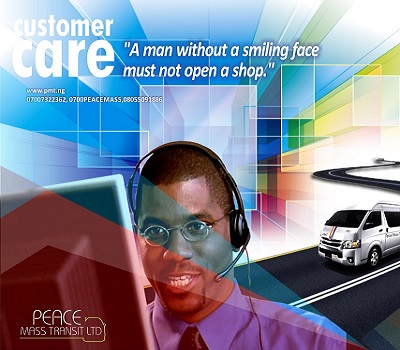 customer
care
"A man without a smiling face
must not open a shop."
www.pmt.ng
07007322362, 0700PEACEMASS,08055091886
PEACE
MASS TRANSIT LTD